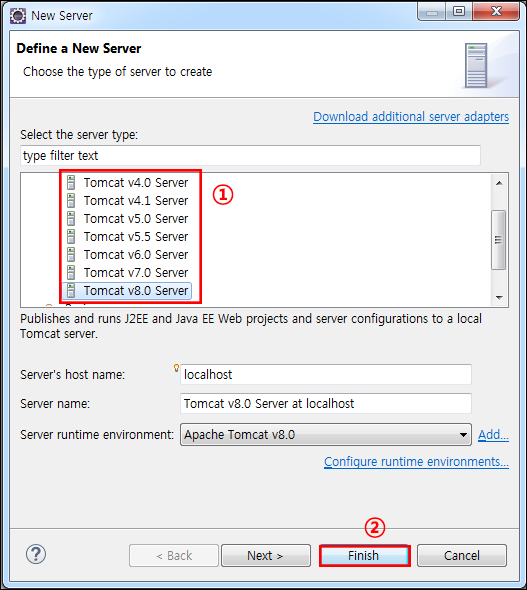 New Server
Define a New Server
Choose the type of server to create
Download additional server adapters
Select the server type:
type filter text
Tomcat v4.0 Server
Tomcat v4.1 Server
Tomcat v5.0 Server
Tomcat v5.5 Server
Tomcat v6.0 Server
Tomcat v7.0 Server
Tomcat v8.0 Server
①
Publishes and runs J2EE and Java EE Web projects and server configurations to a local
Tomcat server.
Server's host name: localhost
Server name: Tomcat v8.0 Server at localhost
Server runtime environment: Apache Tomcat v8.0 Add...
Configure runtime environments...
②
? < Back Next > Finish Cancel